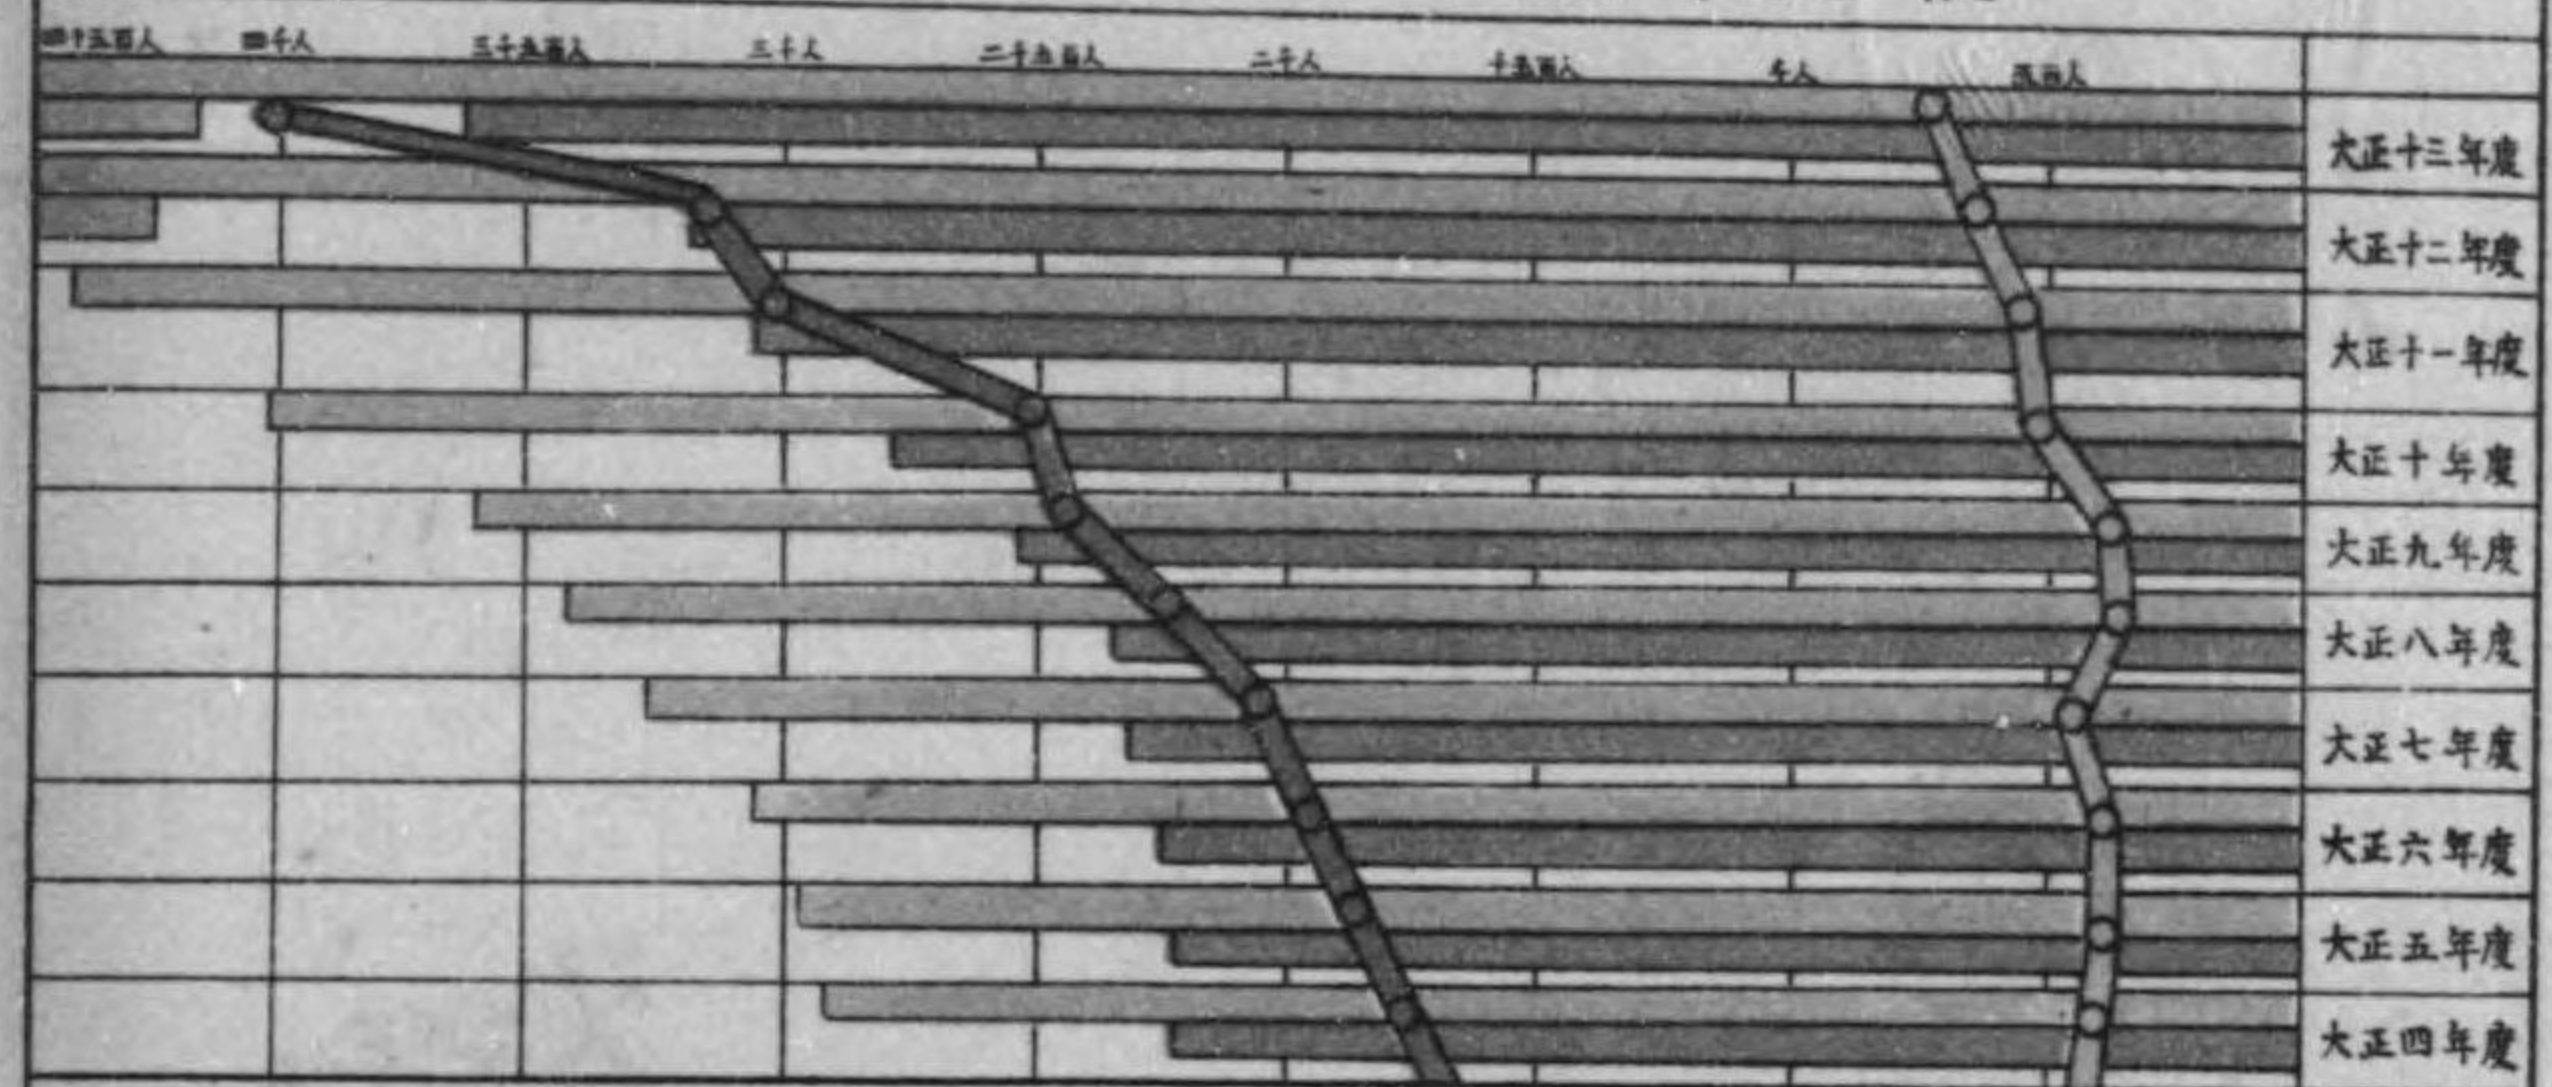 四千五百人 四千人 三千五百人 三千人 二千五百人 二千人 千五百人 千人 五百人
大正十三年度
大正十二年度
大正十一年度
大正十年度
大正九年度
大正八年度
大正七年度
大正六年度
大正五年度
大正四年度